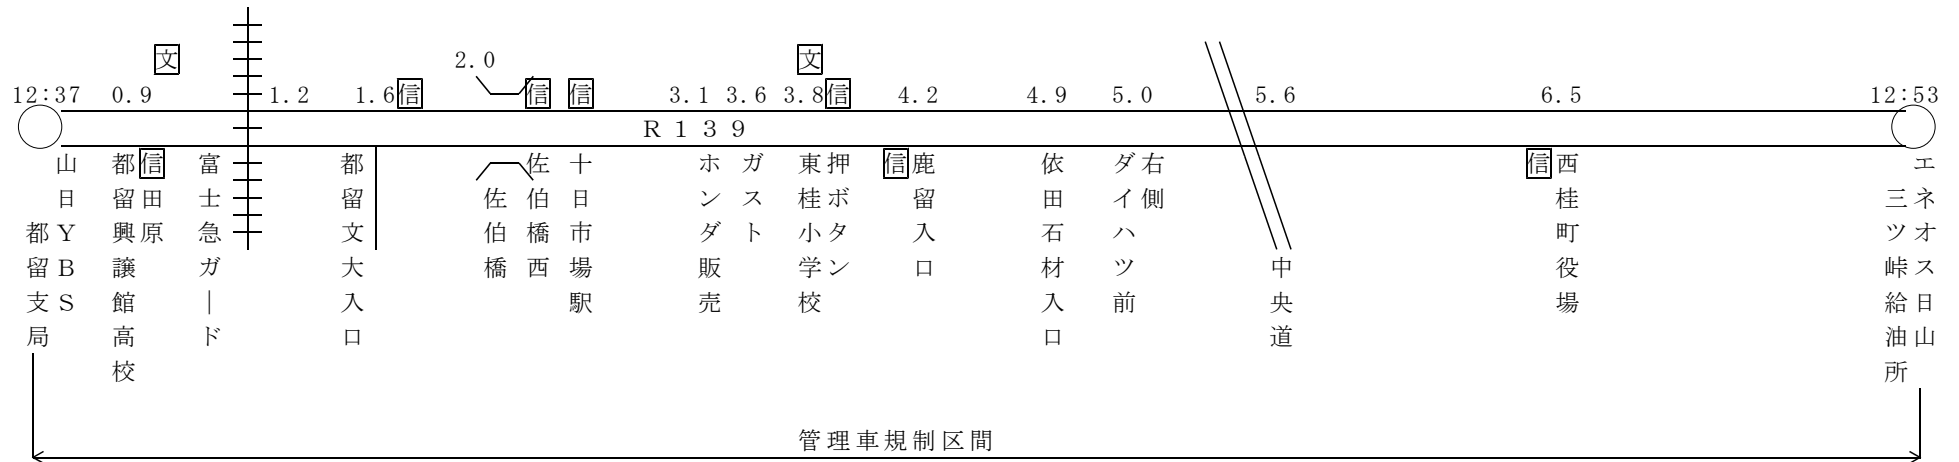 文
文
2.0
12:37
0.9
1.2
1.6
信
信
信
3.1
3.6
3.8
信
4.2
4.9
5.0
5.6
6.5
12:53
R139
山日YBS
都留支局
都留興譲館高校
信
田原
富士急ガード
都留文大入口
佐伯橋
佐伯橋西
十日市場駅
ホンダ販売
ガスト
東桂小学校
押ボタン
信
鹿留入口
依田石材入口
ダイハツ前
右側
中央道
信
西桂町役場
エネオス日山
三ツ峠給油所
管理車規制区間